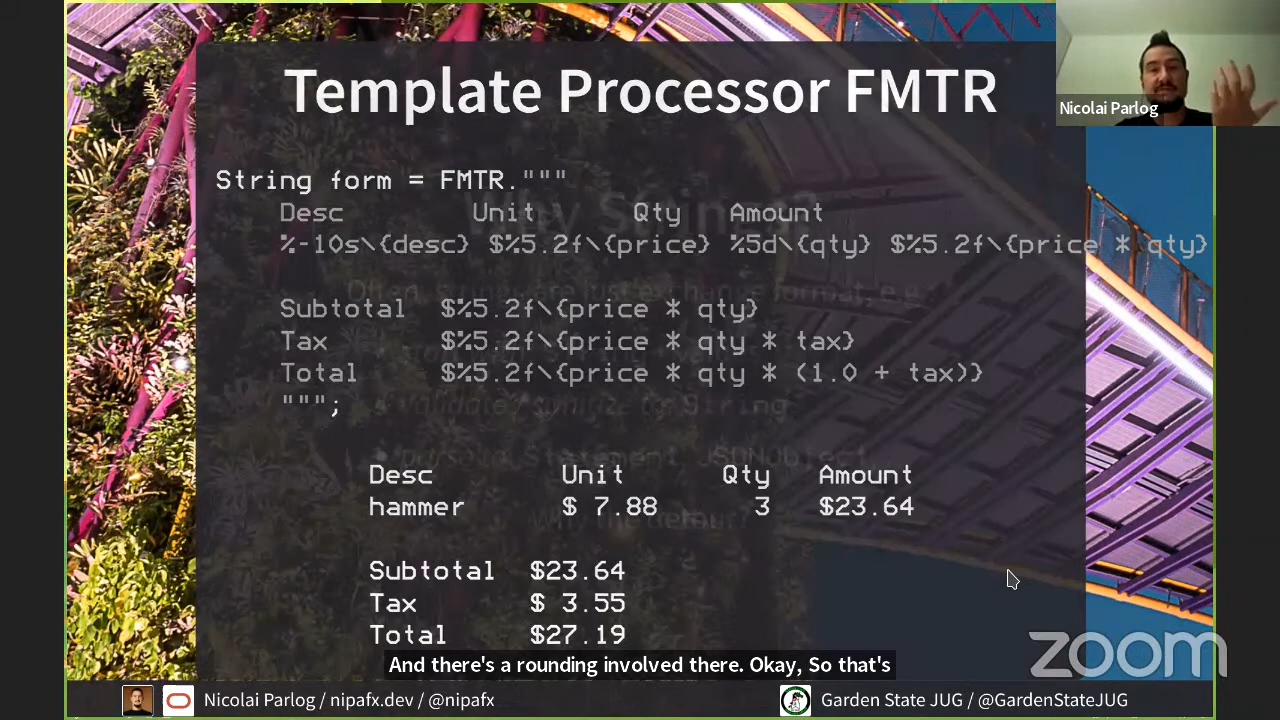 Template Processor FMTR
Nicolai Parlog
String form = FMTR."""
Desc Unit Qty Amount
%-10s\{desc} $%5.2f\{price} %5d\{qty} $%5.2f\{price * qty}
Subtotal $%5.2f\{price * qty}
Tax $%5.2f\{price * qty * tax}
Total $%5.2f\{price * qty * (1.0 + tax)}
""";
Desc Unit Qty Amount
hammer $ 7.88 3 $23.64
Subtotal $23.64
Tax $ 3.55
Total $27.19
And there's a rounding involved there. Okay, So that's
zoom
Nicolai Parlog / nipafx.dev / @nipafx
Garden State JUG / @GardenStateJUG